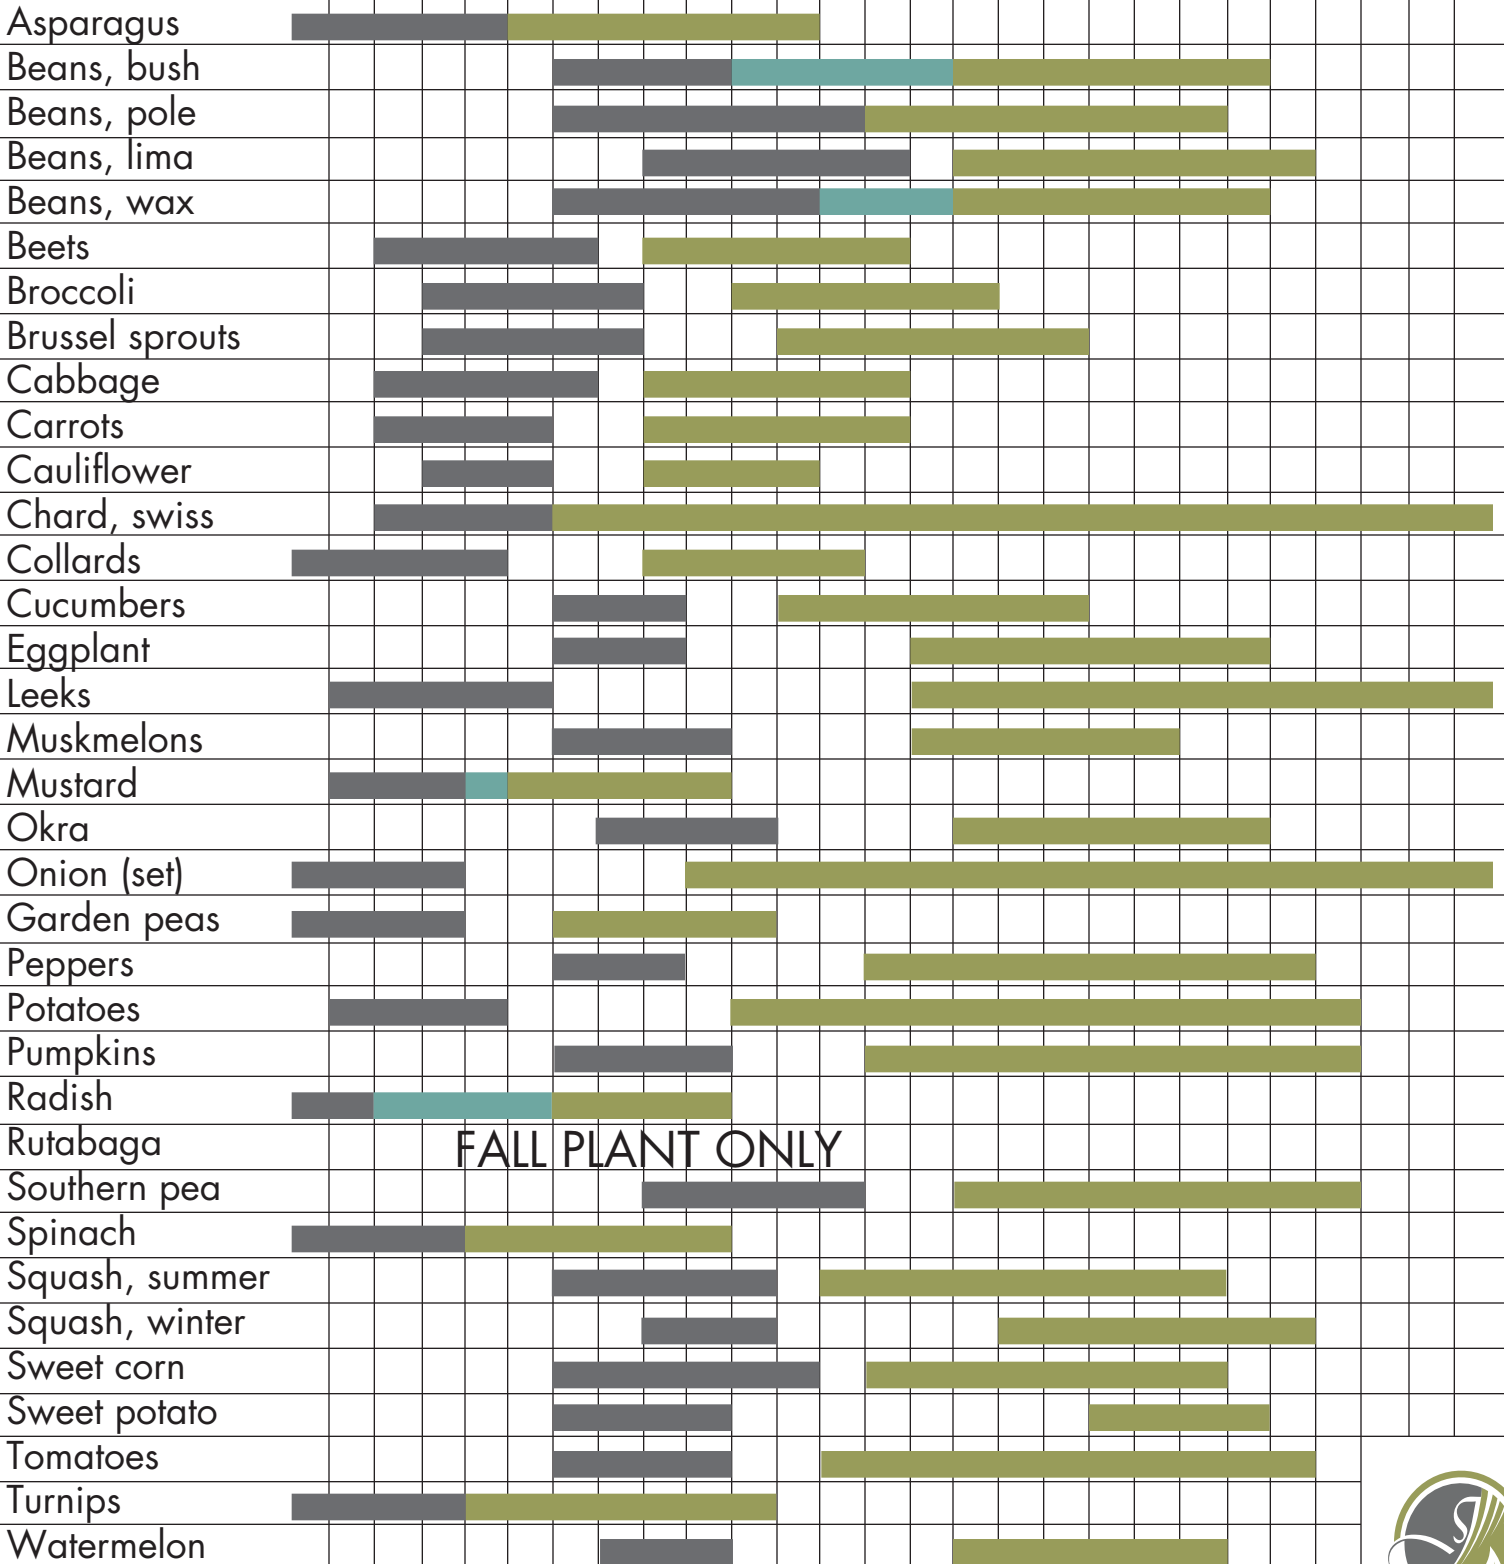 Asparagus
Beans, bush
Beans, pole
Beans, lima
Beans, wax
Beets
Broccoli
Brussel sprouts
Cabbage
Carrots
Cauliflower
Chard, swiss
Collards
Cucumbers
Eggplant
Leeks
Muskmelons
Mustard
Okra
Onion (set)
Garden peas
Peppers
Potatoes
Pumpkins
Radish
Rutabaga FALL PLANT ONLY
Southern pea
Spinach
Squash, summer
Squash, winter
Sweet corn
Sweet potato
Tomatoes
Turnips
Watermelon